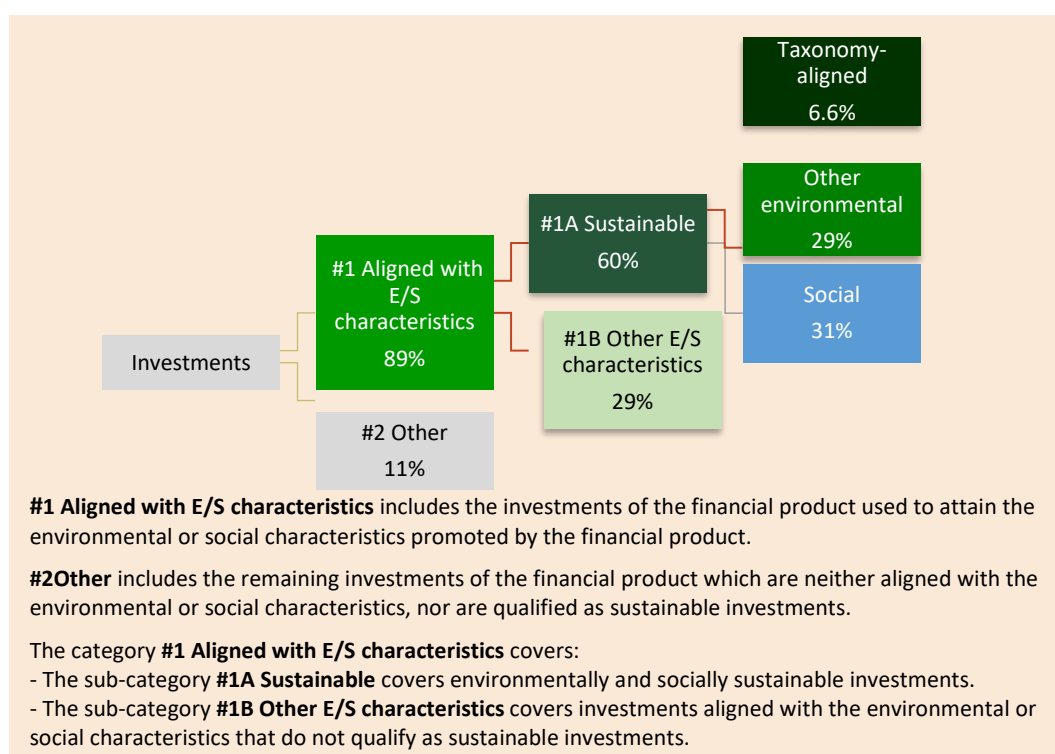 Taxonomy-
aligned
6.6%
Other
environmental
29%
#1A Sustainable
60%
#1 Aligned with
E/S
characteristics
89%
Social
31%
#1B Other E/S
characteristics
29%
Investments
#2 Other
11%
#1 Aligned with E/S characteristics includes the investments of the financial product used to attain the
environmental or social characteristics promoted by the financial product.
#2Other includes the remaining investments of the financial product which are neither aligned with the
environmental or social characteristics, nor are qualified as sustainable investments.
The category #1 Aligned with E/S characteristics covers:
- The sub-category #1A Sustainable covers environmentally and socially sustainable investments.
- The sub-category #1B Other E/S characteristics covers investments aligned with the environmental or
social characteristics that do not qualify as sustainable investments.